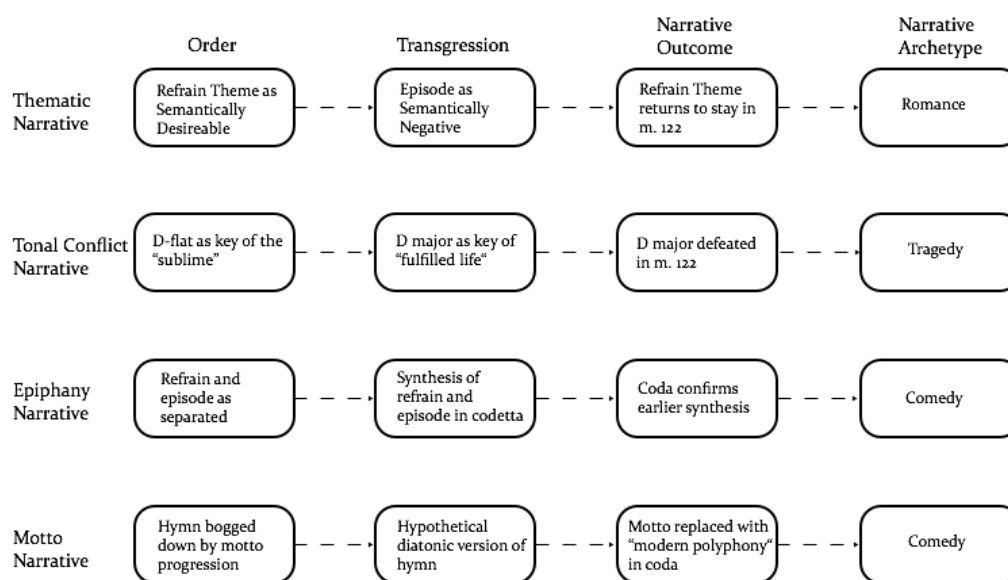 Order
Transgression
Narrative
Outcome
Narrative
Archetype
Thematic
Narrative
Refrain Theme as
Semantically
Desireable
Episode as
Semantically
Negative
Refrain Theme
returns to stay in
m. 122
Romance
Tonal Conflict
Narrative
D-flat as key of the
“sublime”
D major as key of
“fulfilled life“
D major defeated
in m. 122
Tragedy
Epiphany
Narrative
Refrain and
episode as
separated
Synthesis of
refrain and
episode in codetta
Coda confirms
earlier synthesis
Comedy
Motto
Narrative
Hymn bogged
down by motto
progression
Hypothetical
diatonic version of
hymn
Motto replaced with
“modern polyphony“
in coda
Comedy